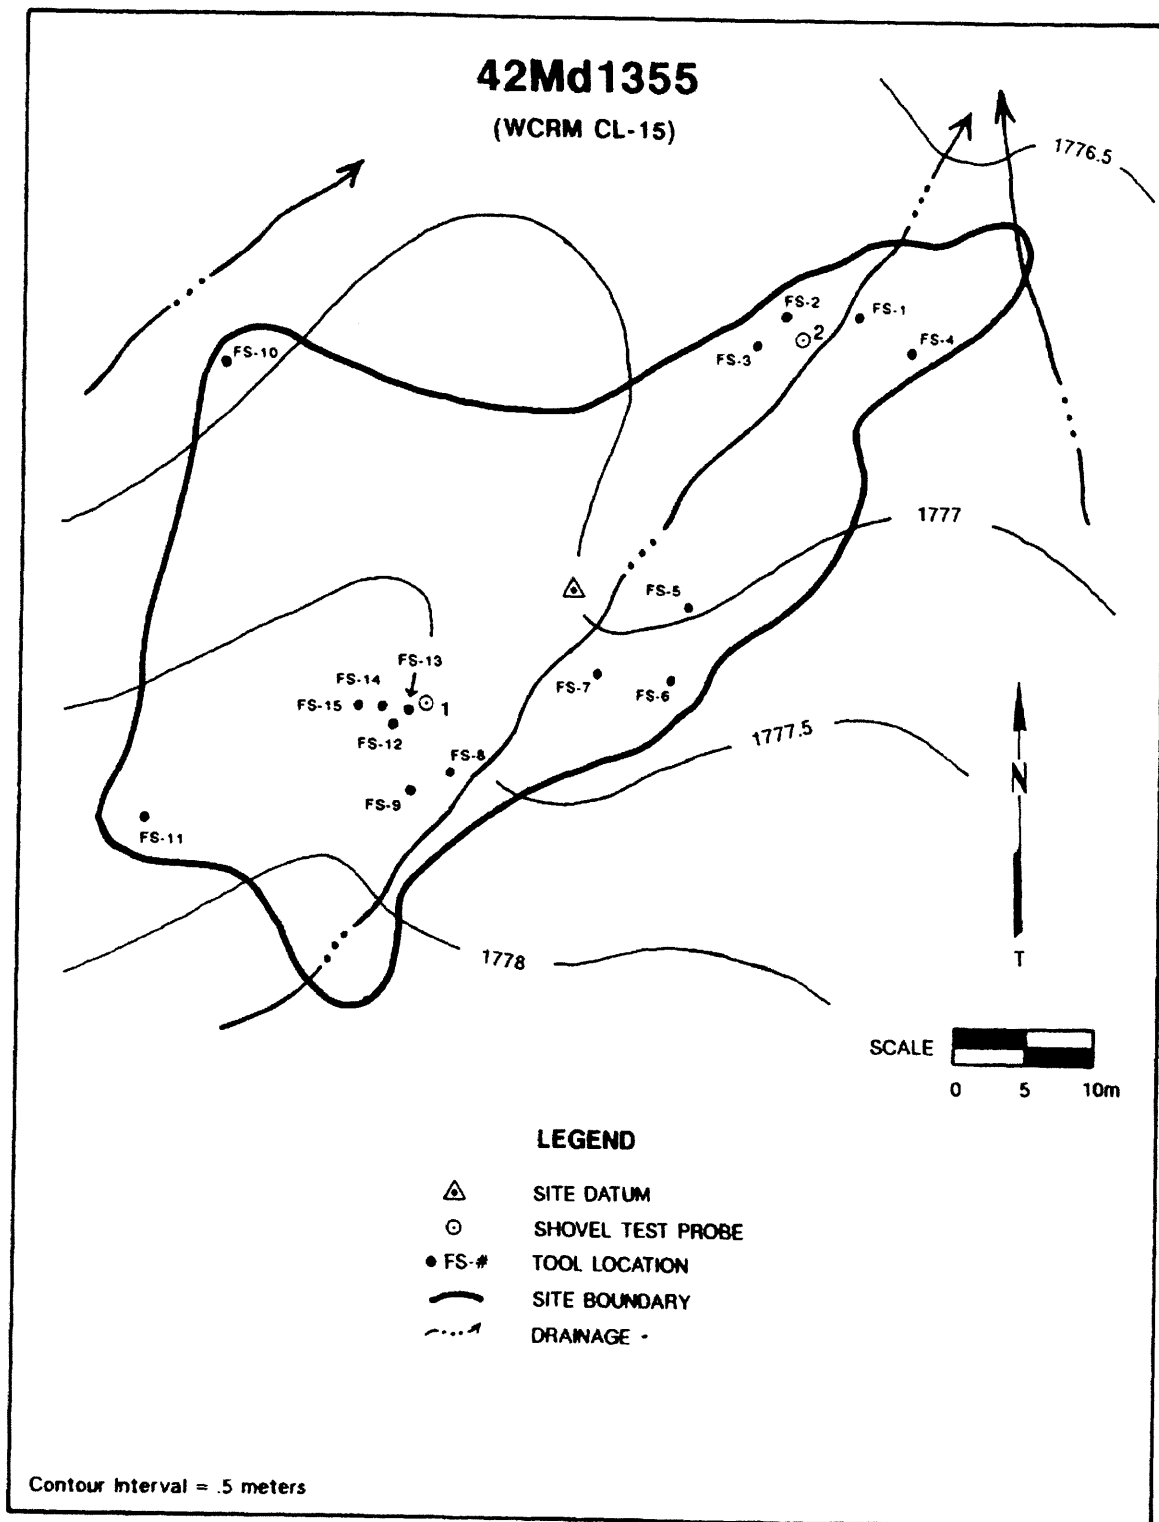 42Md1355
(WCRM CL-15)
1776.5
FS-2
FS-1
2
FS-3
FS-4
FS-10
1777
FS-5
FS-13
FS-14
FS-7
FS-6
FS-15
1
FS-12
1777.5
FS-8
N
FS-9
FS-11
1778
T
SCALE
0 5 10m
LEGEND
SITE DATUM
SHOVEL TEST PROBE
FS-# TOOL LOCATION
SITE BOUNDARY
DRAINAGE
Contour Interval = .5 meters